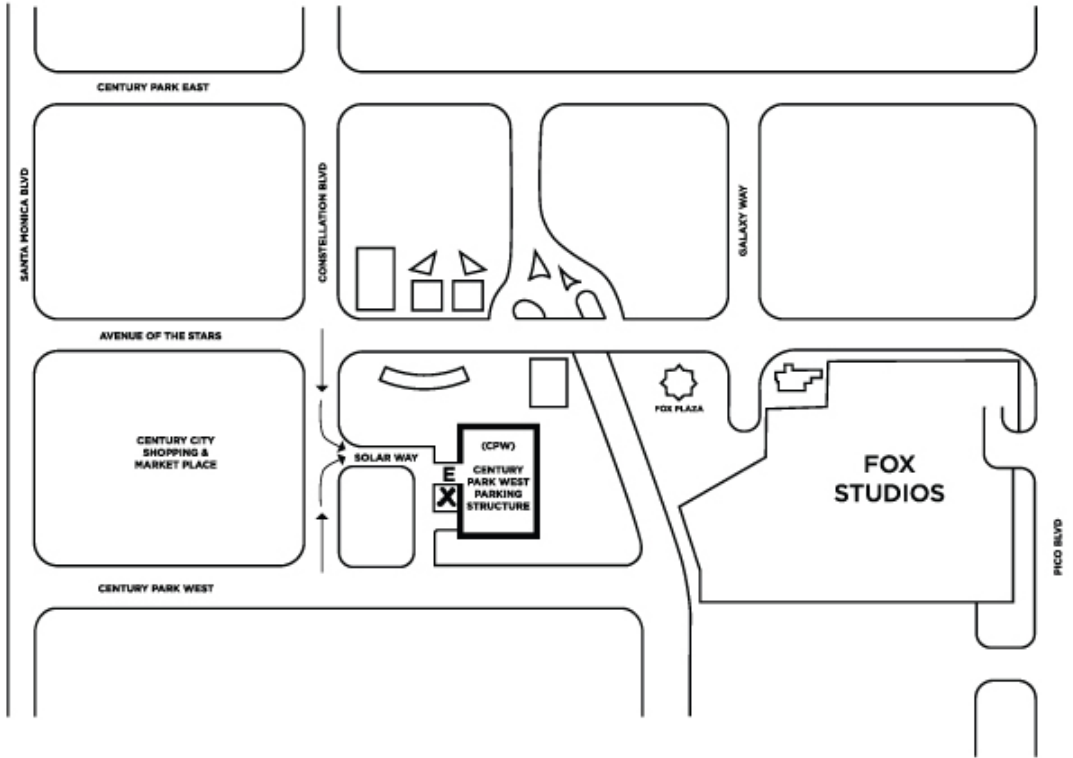 CENTURY PARK EAST
SANTA MONICA BLVD
CONSTELLATION BLVD
GALAXY WAY
AVENUE OF THE STARS
FOX PLAZA
CENTURY CITY
SHOPPING &
MARKET PLACE
SOLAR WAY
(CPW)
E
X
CENTURY
PARK WEST
PARKING
STRUCTURE
FOX
STUDIOS
PICO BLVD
CENTURY PARK WEST